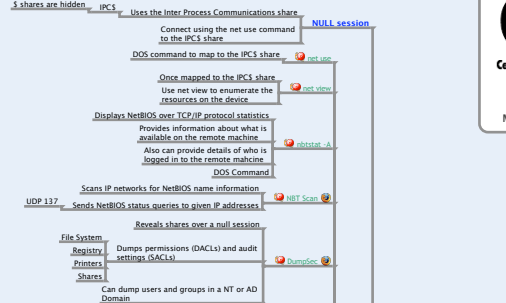 $ shares are hidden
IPC$
Uses the Inter Process Communications share
NULL session
Connect using the net use command
to the IPC$ share
DOS command to map to the IPC$ share
net use
Once mapped to the IPC$ share
Use net view to enumerate the
resources on the device
net view
Displays NetBIOS over TCP/IP protocol statistics
Provides information about what is
available on the remote machine
Also can provide details of who is
logged in to the remote mahcine
DOS Command
nbtstat -A
Scans IP networks for NetBIOS name information
UDP 137
Sends NetBIOS status queries to given IP addresses
NBT Scan
Reveals shares over a null session
File System
Registry
Printers
Shares
Dumps permissions (DACLs) and audit
settings (SACLs)
DumpSec
Can dump users and groups in a NT or AD
Domain